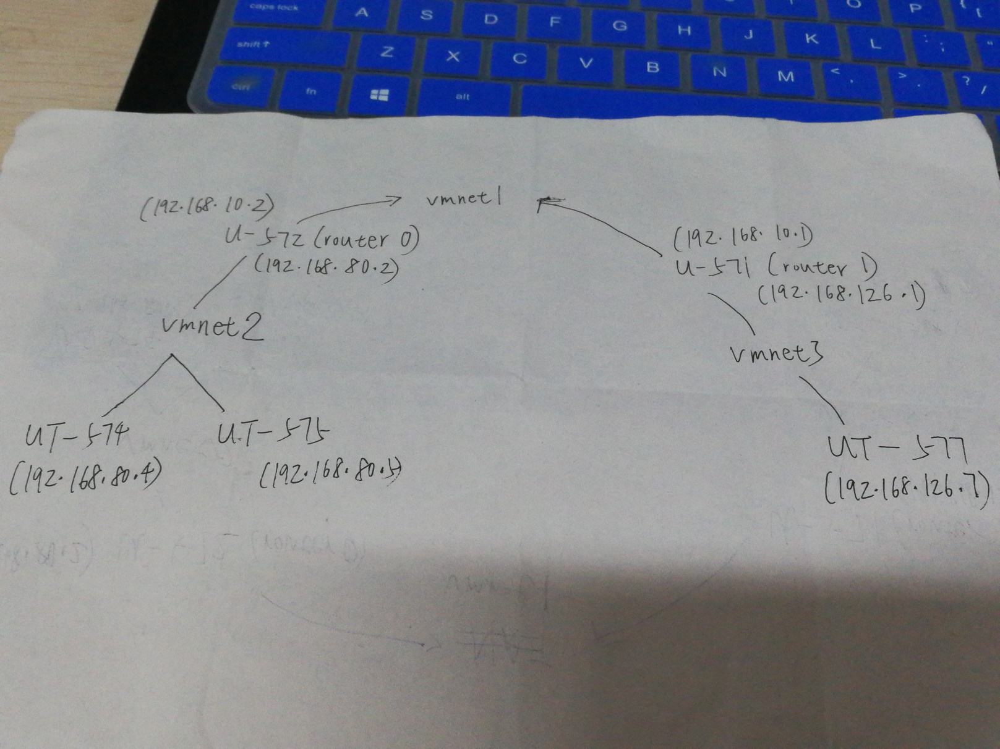 caps lock
A S D F G H J K L : ;
O P
shift↑
Z X C V B N M < , > . ? /
ctrl fn alt
(192.168.10.2)
vmnet1
U-572 (router 0)
(192.168.80.2)
(192.168.10.1)
U-571 (router 1)
(192.168.126.1)
vmnet2
vmnet3
UT-574
UT-575
UT-577
(192.168.80.4)
(192.168.80.5)
(192.168.126.7)